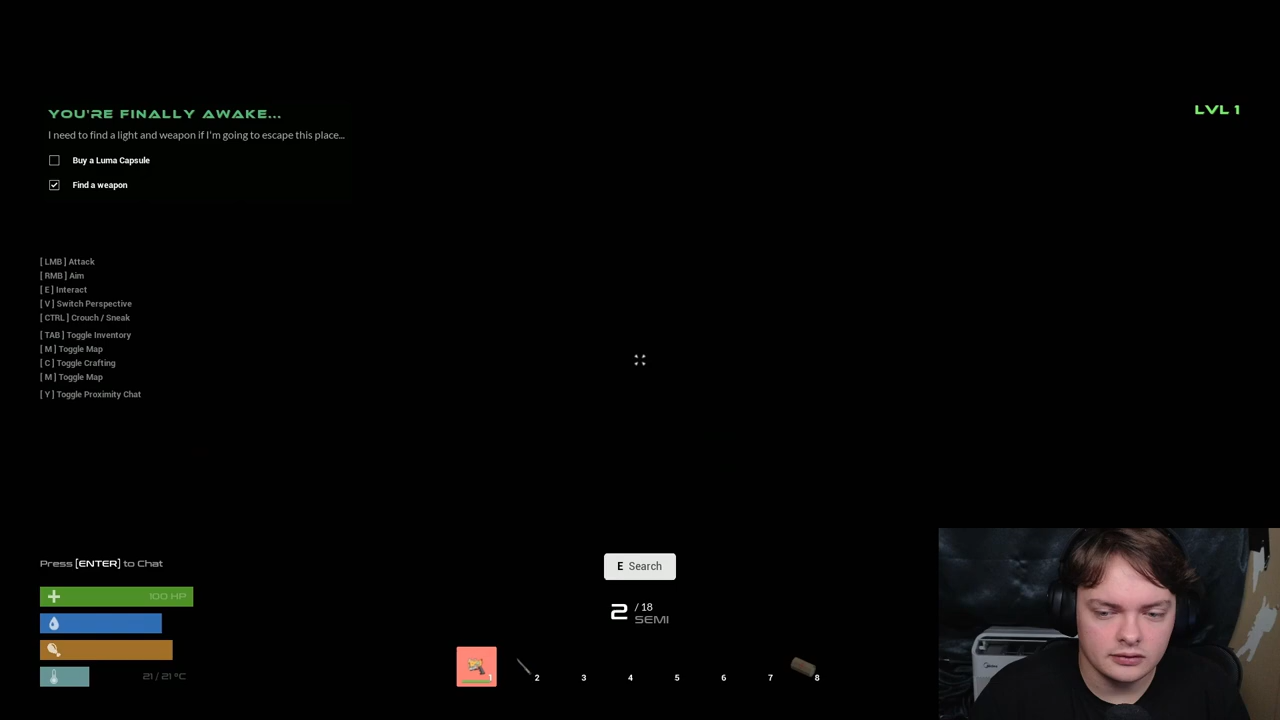 YOU'RE FINALLY AWAKE...
I need to find a light and weapon if I'm going to escape this place...
Buy a Luma Capsule
Find a weapon
LVL 1
[ LMB ] Attack
[ RMB ] Aim
[ E ] Interact
[ V ] Switch Perspective
[ CTRL ] Crouch / Sneak
[ TAB ] Toggle Inventory
[ M ] Toggle Map
[ C ] Toggle Crafting
[ M ] Toggle Map
[ Y ] Toggle Proximity Chat
Press [ENTER] to Chat
100 HP
21 / 21 °C
E Search
2 / 18
SEMI
1 2 3 4 5 6 7 8
Midea